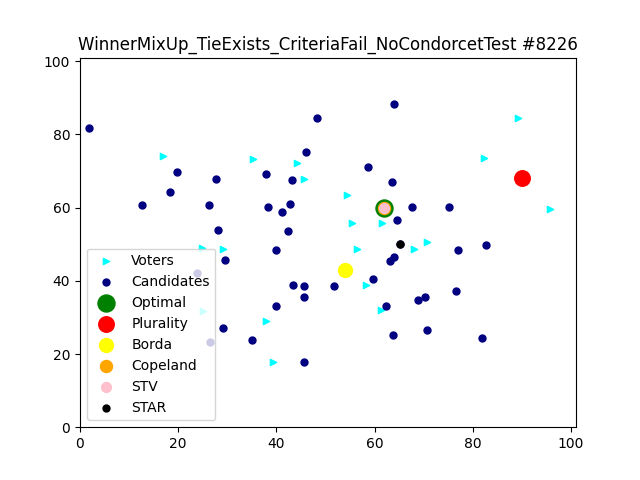 WinnerMixUp_TieExists_CriteriaFail_NoCondorcetTest #8226
100
80
60
40
20
0
Voters
Candidates
Optimal
Plurality
Borda
Copeland
STV
STAR
0 20 40 60 80 100